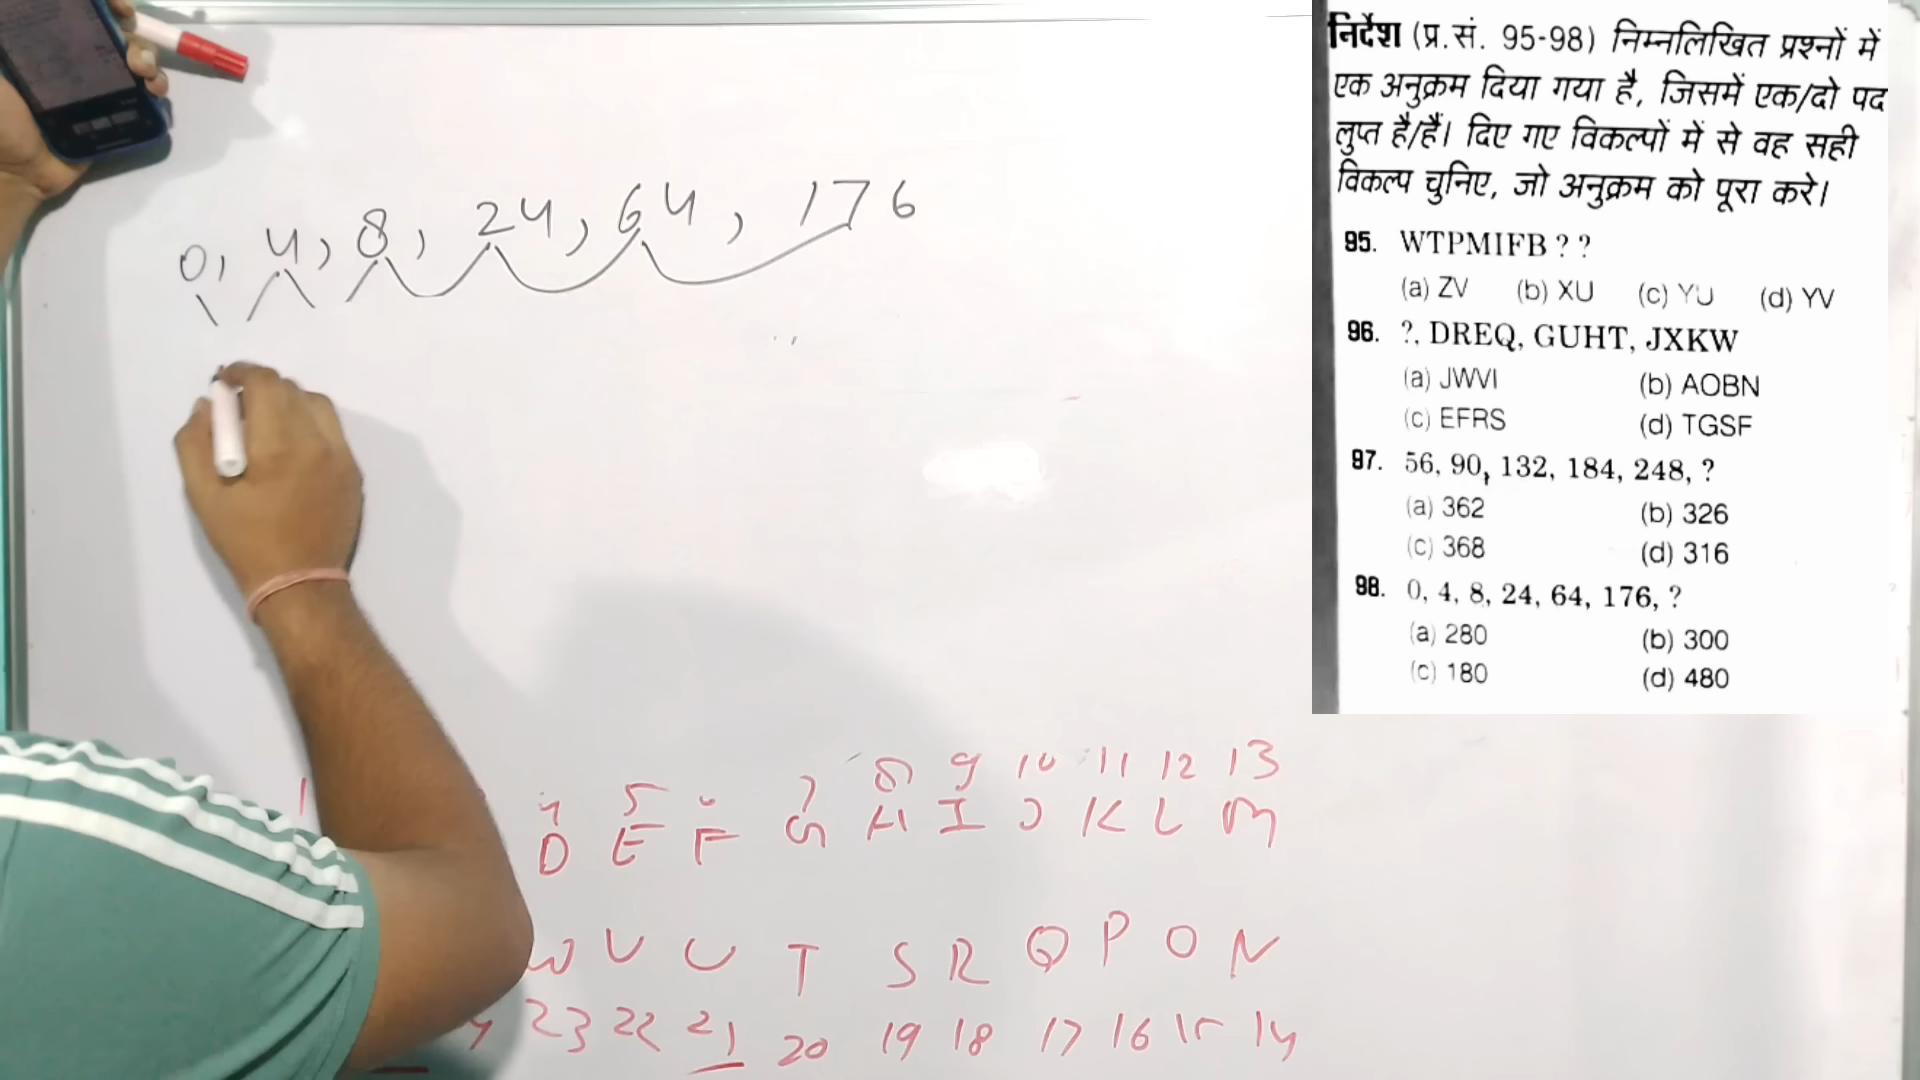 0, 4, 8, 24, 64, 176
5 7 8 9 10 11 12 13
D E F G H I J K L M
W V U T S R Q P O N
23 22 21 20 19 18 17 16 15 14
निर्देश (प्र.सं. 95-98) निम्नलिखित प्रश्नों में
एक अनुक्रम दिया गया है, जिसमें एक/दो पद
लुप्त है/हैं। दिए गए विकल्पों में से वह सही
विकल्प चुनिए, जो अनुक्रम को पूरा करे।
95. WTPMIFB ? ?
(a) ZV (b) XU (c) YU (d) YV
96. ?, DREQ, GUHT, JXKW
(a) JWVI (b) AOBN
(c) EFRS (d) TGSF
97. 56, 90, 132, 184, 248, ?
(a) 362 (b) 326
(c) 368 (d) 316
98. 0, 4, 8, 24, 64, 176, ?
(a) 280 (b) 300
(c) 180 (d) 480